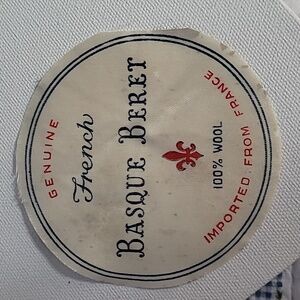 GENUINE
French
BASQUE BERET
100% WOOL
IMPORTED FROM FRANCE